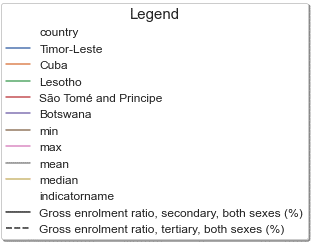 Legend
country
Timor-Leste
Cuba
Lesotho
São Tomé and Principe
Botswana
min
max
mean
median
indicatorname
Gross enrolment ratio, secondary, both sexes (%)
Gross enrolment ratio, tertiary, both sexes (%)